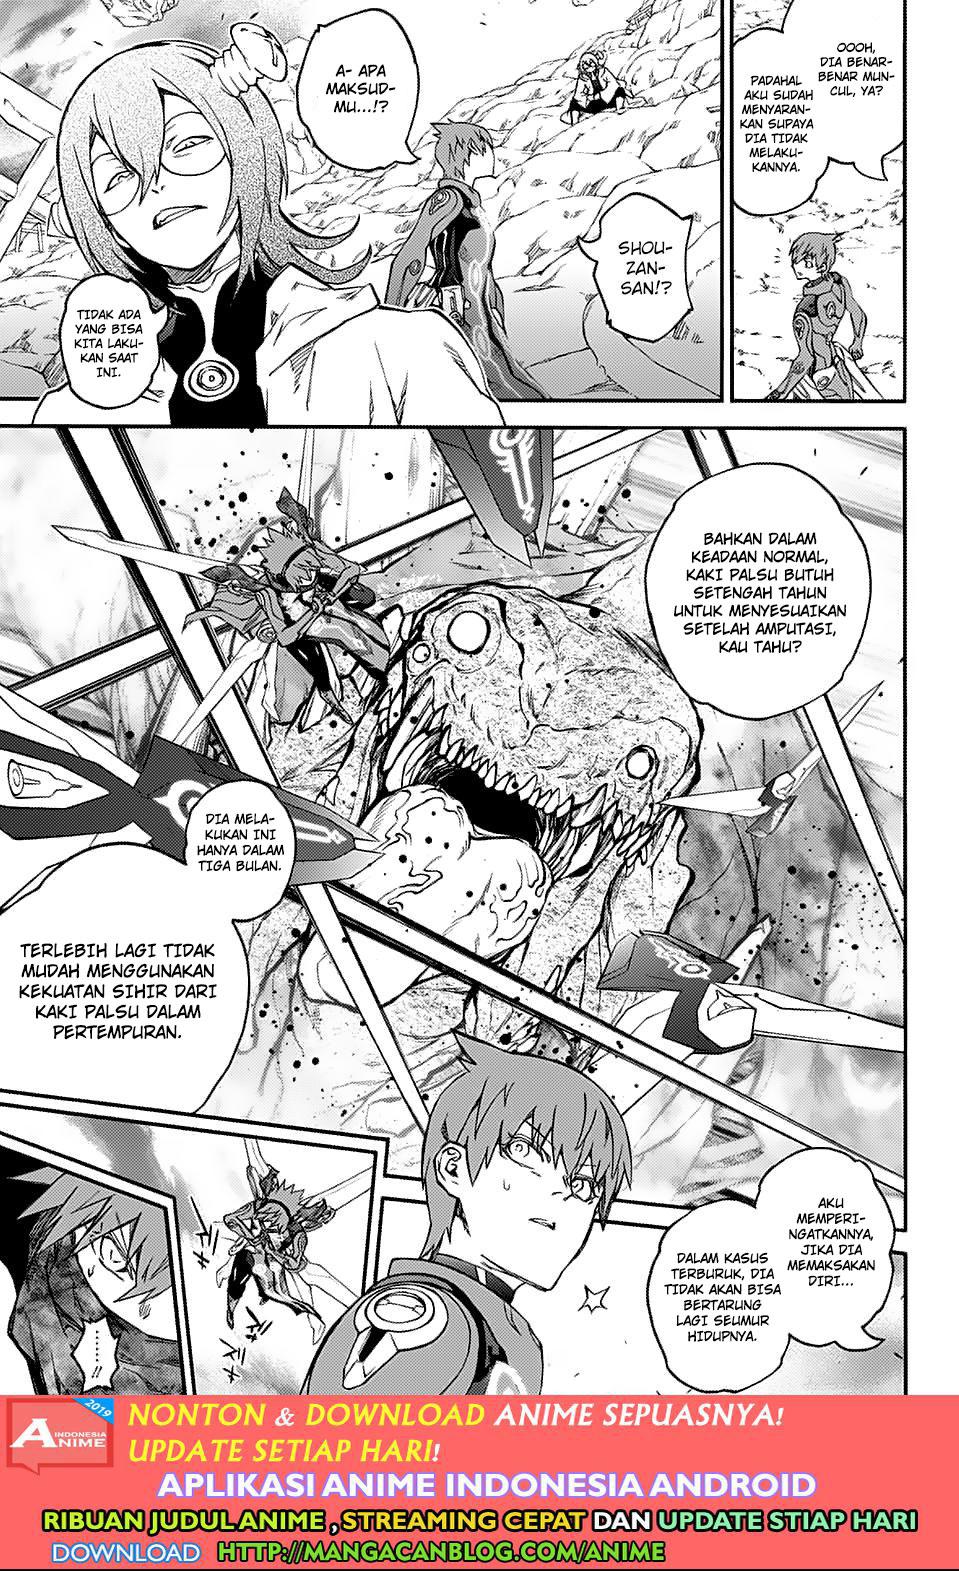 OOOH,
DIA BENAR-
BENAR MUN-
CUL, YA?
PADAHAL
AKU SUDAH
MENYARAN-
KAN SUPAYA
DIA TIDAK
MELAKU-
KANNYA.
A- APA
MAKSUD-
MU...!?
SHOU-
ZAN-
SAN!?
TIDAK ADA
YANG BISA
KITA LAKU-
KAN SAAT
INI.
BAHKAN DALAM
KEADAAN NORMAL,
KAKI PALSU BUTUH
SETENGAH TAHUN
UNTUK MENYESUAIKAN
SETELAH AMPUTASI,
KAU TAHU?
DIA MELA-
KUKAN INI
HANYA DALAM
TIGA BULAN.
TERLEBIH LAGI TIDAK
MUDAH MENGGUNAKAN
KEKUATAN SIHIR DARI
KAKI PALSU DALAM
PERTEMPURAN.
AKU
MEMPERI-
NGATKANNYA,
JIKA DIA
MEMAKSAKAN
DIRI...
DALAM KASUS
TERBURUK, DIA
TIDAK AKAN BISA
BERTARUNG
LAGI SEUMUR
HIDUPNYA.
......!!
2019
INDONESIA
ANIME
NONTON & DOWNLOAD ANIME SEPUASNYA!
UPDATE SETIAP HARI!
APLIKASI ANIME INDONESIA ANDROID
RIBUAN JUDUL ANIME , STREAMING CEPAT DAN UPDATE STIAP HARI
DOWNLOAD HTTP://MANGACANBLOG.COM/ANIME